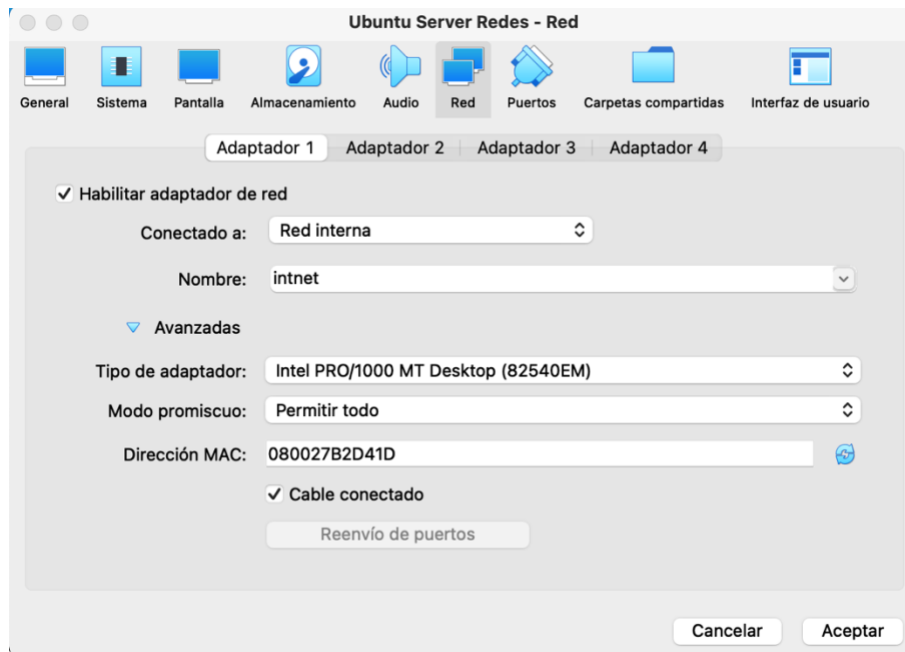 Ubuntu Server Redes - Red
General Sistema Pantalla Almacenamiento Audio Red Puertos Carpetas compartidas Interfaz de usuario
Adaptador 1 Adaptador 2 Adaptador 3 Adaptador 4
Habilitar adaptador de red
Conectado a: Red interna
Nombre: intnet
Avanzadas
Tipo de adaptador: Intel PRO/1000 MT Desktop (82540EM)
Modo promiscuo: Permitir todo
Dirección MAC: 080027B2D41D
Cable conectado
Reenvío de puertos
Cancelar Aceptar